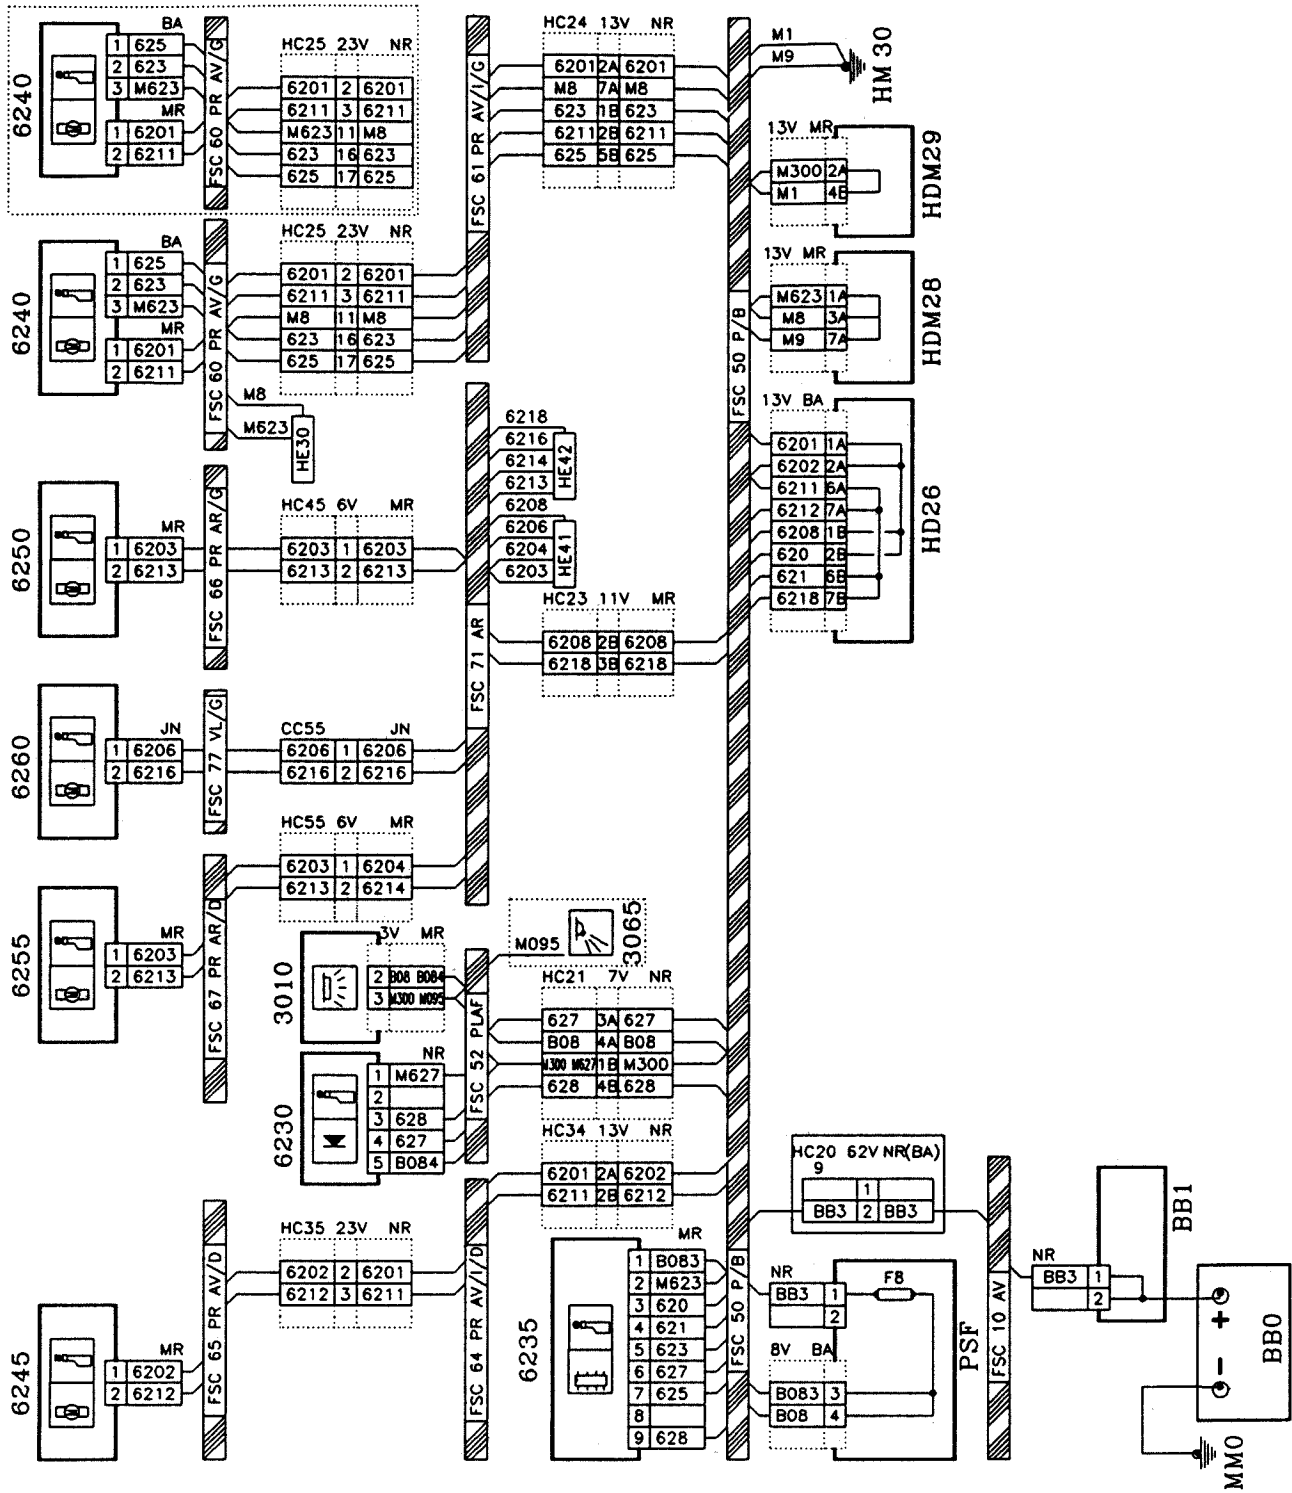 6240
BA
1 625
2 623
3 M623
MR
1 6201
2 6211
FSC 60 PR AV/G
HC25 23V NR
6201 2 6201
6211 3 6211
M623 11 M8
623 16 623
625 17 625
6240
BA
1 625
2 623
3 M623
MR
1 6201
2 6211
FSC 60 PR AV/G
HC25 23V NR
6201 2 6201
6211 3 6211
M8 11 M8
623 16 623
625 17 625
M8
M623
HE30
6250
MR
1 6203
2 6213
FSC 66 PR AR/G
HC45 6V MR
6203 1 6203
6213 2 6213
6260
JN
1 6206
2 6216
FSC 77 VL/G
CC55 JN
6206 1 6206
6216 2 6216
6255
MR
1 6203
2 6213
FSC 67 PR AR/D
HC55 6V MR
6203 1 6204
6213 2 6214
6245
MR
1 6202
2 6212
FSC 65 PR AV/D
HC35 23V NR
6202 2 6201
6212 3 6211
3010
3V MR
2 B08 B084
3 M300 M095
6230
NR
1 M627
2
3 628
4 627
5 B084
FSC 61 PR AV/I/G
HC24 13V NR
6201 2A 6201
M8 7A M8
623 1B 623
6211 2B 6211
625 5B 625
FSC 71 AR
6218
6216
6214
6213
HE42
6208
6206
6204
6203
HE41
HC23 11V MR
6208 2B 6208
6218 3B 6218
FSC 52 PLAF
M095
3065
HC21 7V NR
627 3A 627
B08 4A B08
M300 M627 1B M300
628 4B 628
FSC 64 PR AV/I/D
HC34 13V NR
6201 2A 6202
6211 2B 6212
6235
MR
1 B083
2 M623
3 620
4 621
5 623
6 627
7 625
8
9 628
FSC 50 P/B
FSC 50 P/B
M1
M9
HM 30
13V MR
M300 2A
M1 4B
HDM29
13V MR
M623 1A
M8 3A
M9 7A
HDM28
13V BA
6201 1A
6202 2A
6211 6A
6212 7A
6208 1B
620 2B
621 6B
6218 7B
HD26
HC20 62V NR(BA)
9
1
BB3 2 BB3
NR
BB3 1
2
F8
8V BA
B083 3
B08 4
PSF
FSC 10 AV
NR
BB3 1
2
BB1
+
-
BB0
MM0